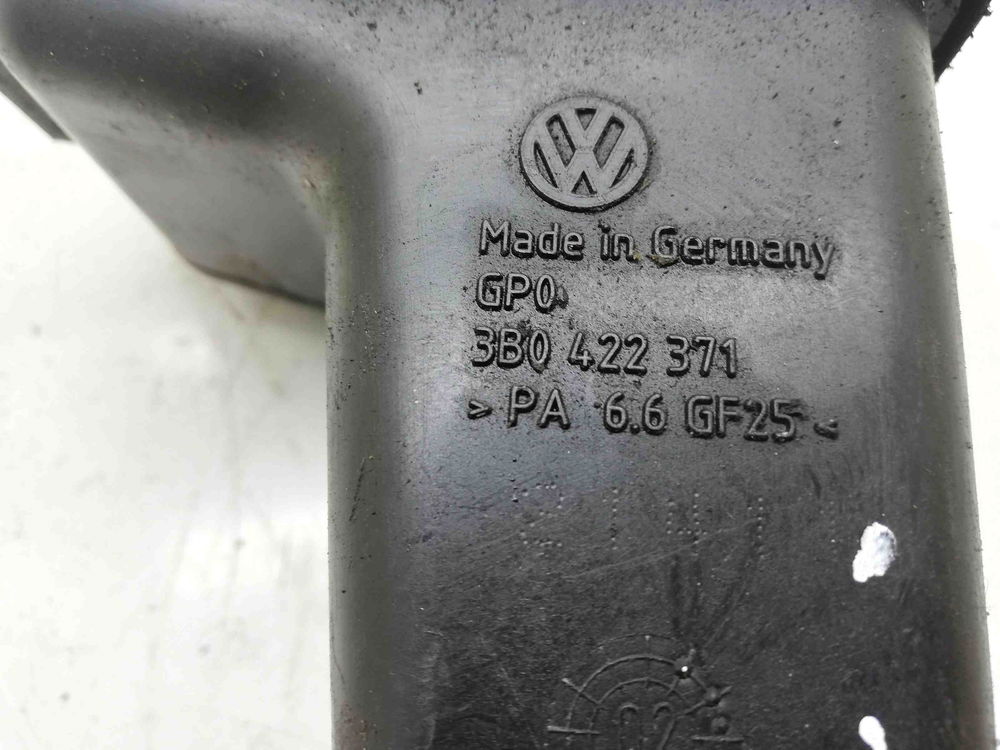 Made in Germany
GP0
3B0 422 371
> PA 6.6 GF25 <